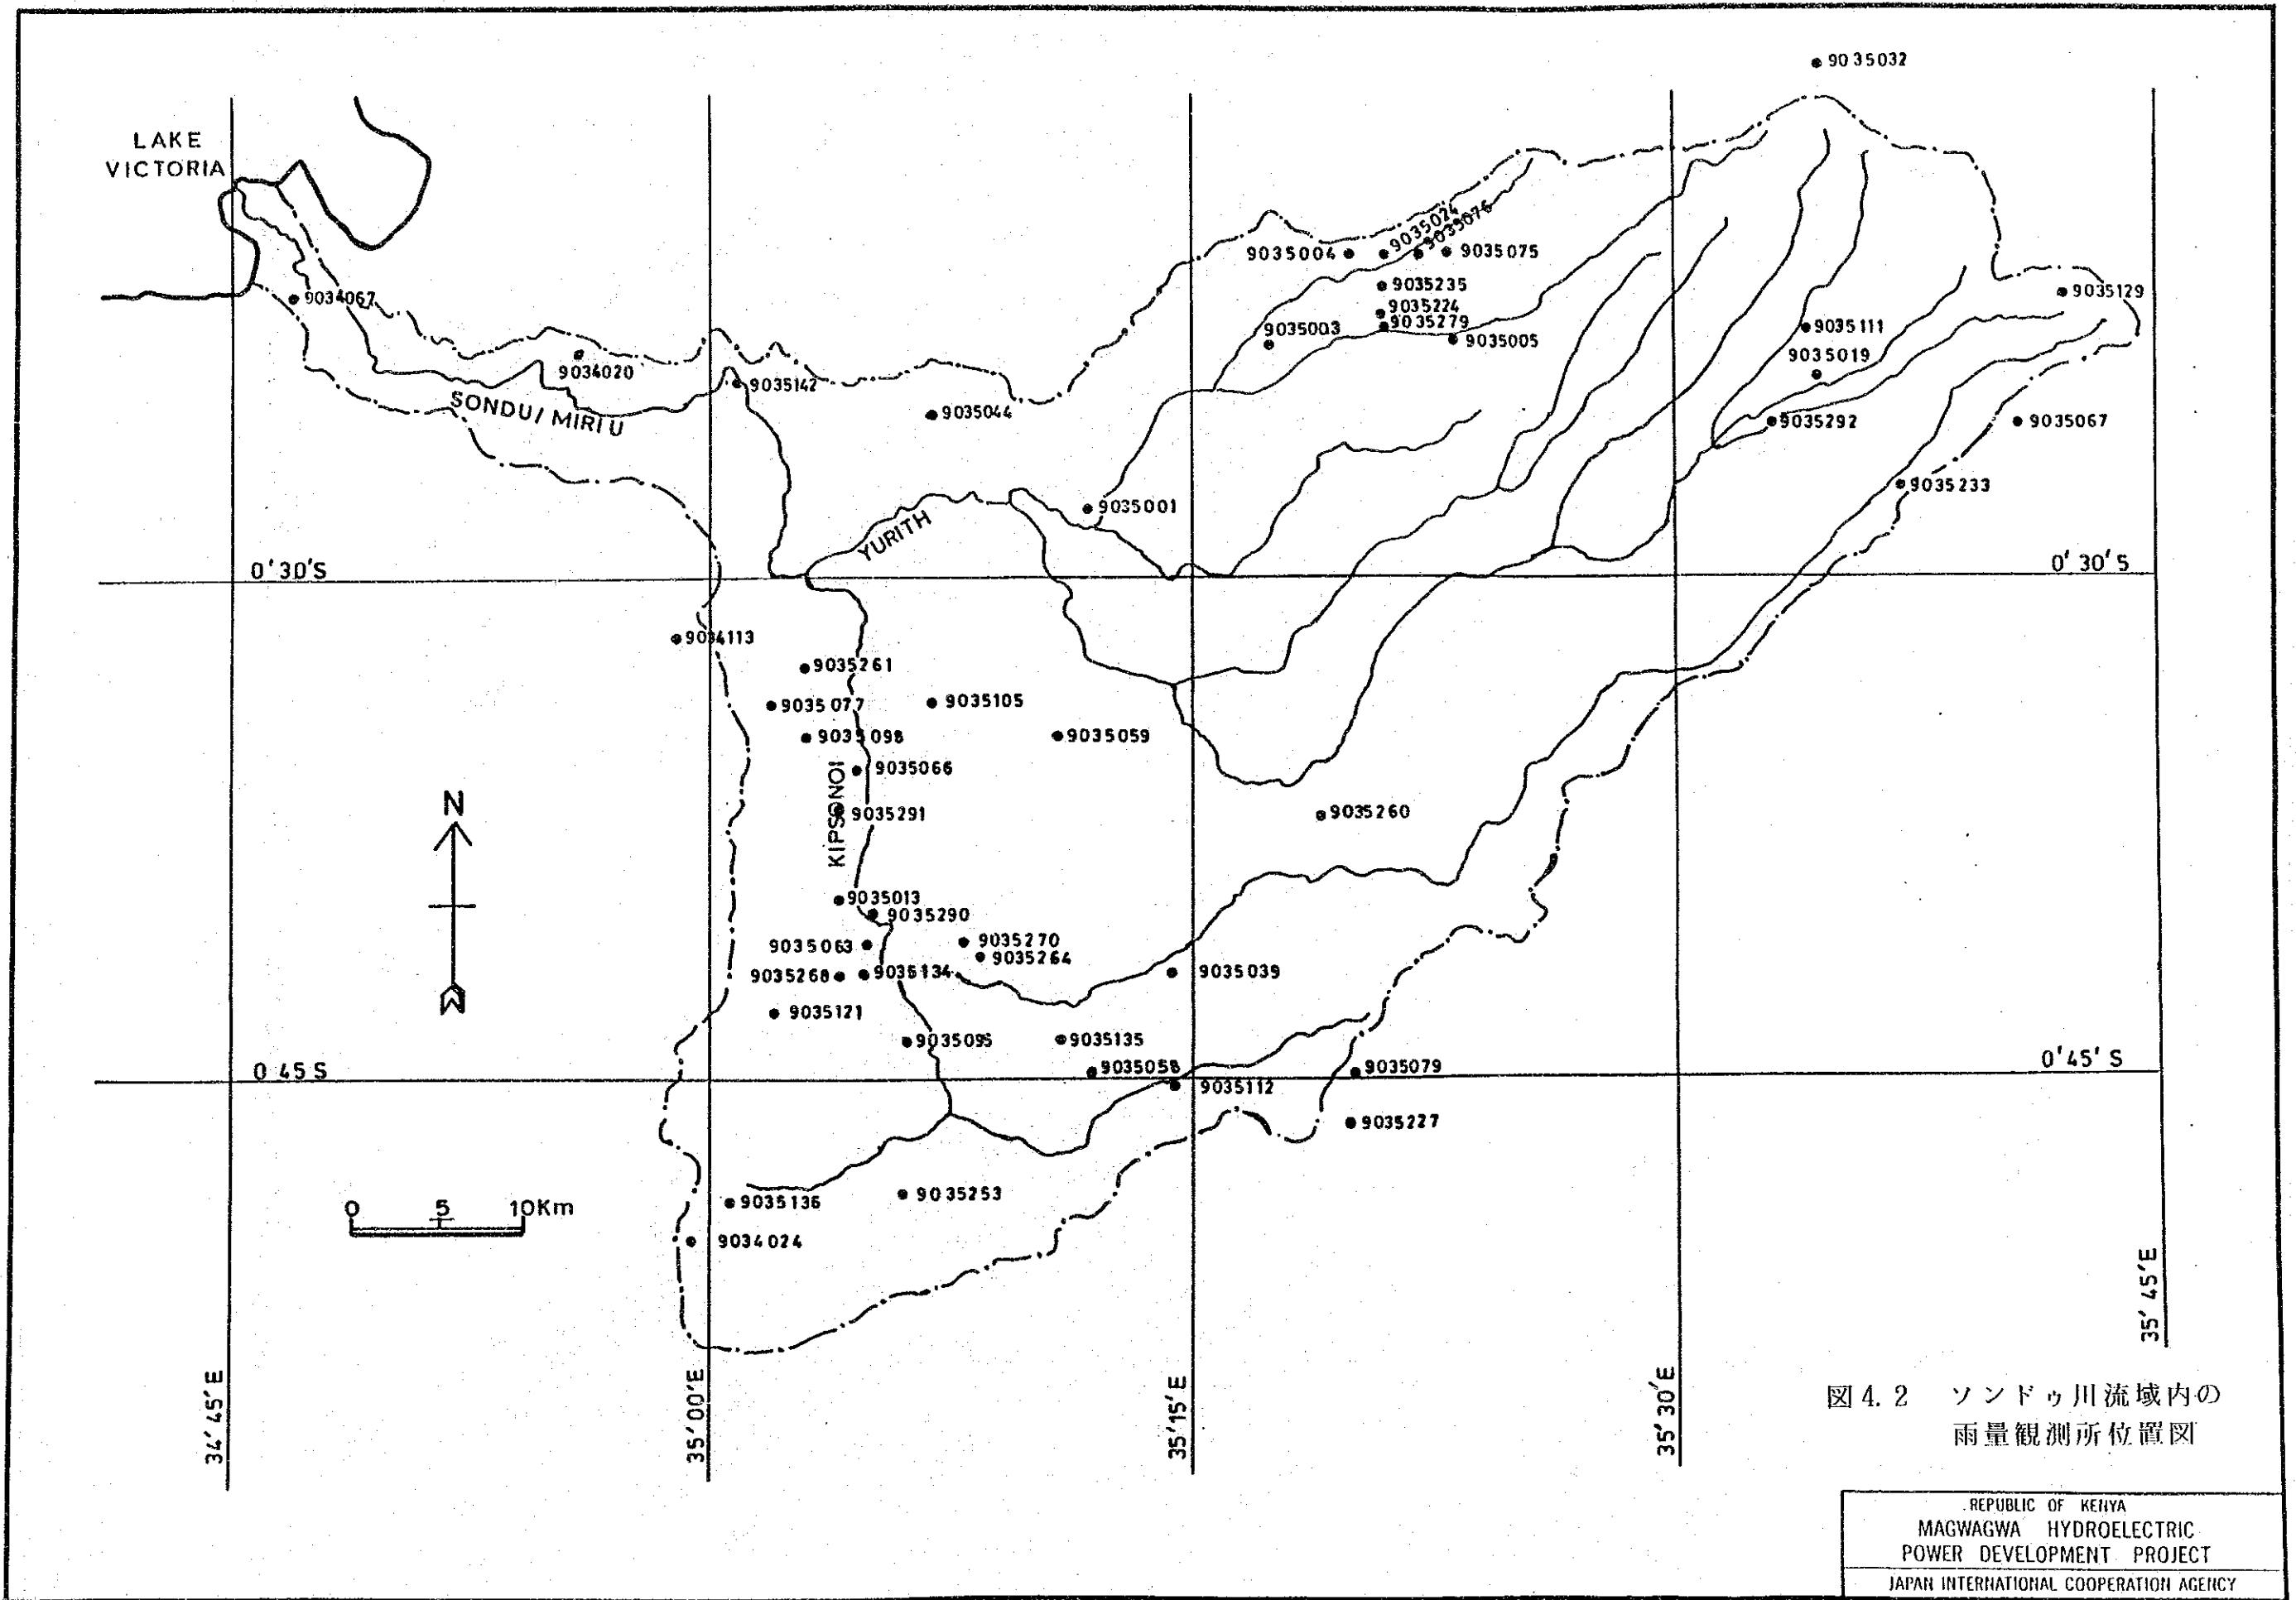 9035032
LAKE
VICTORIA
9035024
9035076
9035004
9035075
9035235
9035224
9035279
9035003
9035005
9035129
9035111
9035019
9034067
9034020
9035142
SONDU/ MIRIU
9035044
9035292
9035067
9035233
9035001
YURITH
0'30'S
0'30'S
9034113
9035261
9035077
9035105
9035098
9035059
9035066
KIPSONOI
9035291
9035260
N
9035013
9035290
9035063
9035270
9035264
9035268
9035134
9035039
9035121
9035095
9035135
0 45 S
9035058
9035079
0'45' S
9035112
9035227
9035136
9035253
9034024
0 5 10Km
34' 45'E
35' 00'E
35'15'E
35' 30'E
35' 45'E
図4.2 ソンドゥ川流域内の
雨量観測所位置図
REPUBLIC OF KENYA
MAGWAGWA HYDROELECTRIC
POWER DEVELOPMENT PROJECT
JAPAN INTERNATIONAL COOPERATION AGENCY